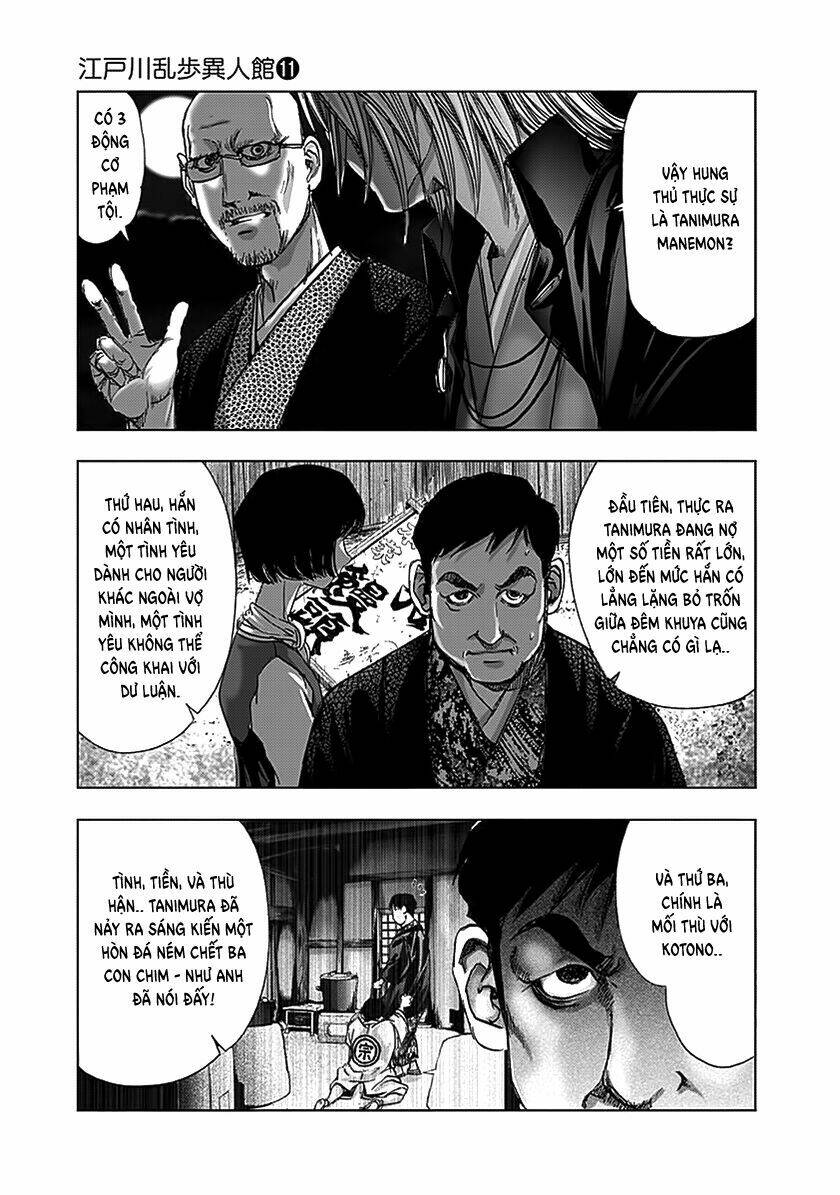 江戸川乱歩異人館⓫
VẬY HUNG
THỦ THỰC SỰ
LÀ TANIMURA
MANEMON?
CÓ 3
ĐỘNG
CƠ
PHẠM
TỘI.
ĐẦU TIÊN, THỰC RA
TANIMURA ĐANG NỢ
MỘT SỐ TIỀN RẤT LỚN,
LỚN ĐẾN MỨC HẮN CÓ
LẲNG LẶNG BỎ TRỐN
GIỮA ĐÊM KHUYA CŨNG
CHẲNG CÓ GÌ LẠ..
THỨ HAU, HẮN
CÓ NHÂN TÌNH,
MỘT TÌNH YÊU
DÀNH CHO NGƯỜI
KHÁC NGOÀI VỢ
MÌNH, MỘT TÌNH
YÊU KHÔNG THỂ
CÔNG KHAI VỚI
DƯ LUẬN.
饅頭
VÀ THỨ BA,
CHÍNH LÀ
MỐI THÙ VỚI
KOTONO..
TÌNH, TIỀN, VÀ THÙ
HẬN.. TANIMURA ĐÃ
NẢY RA SÁNG KIẾN MỘT
HÒN ĐÁ NÉM CHẾT BA
CON CHIM - NHƯ ANH
ĐÃ NÓI ĐẤY!
宗